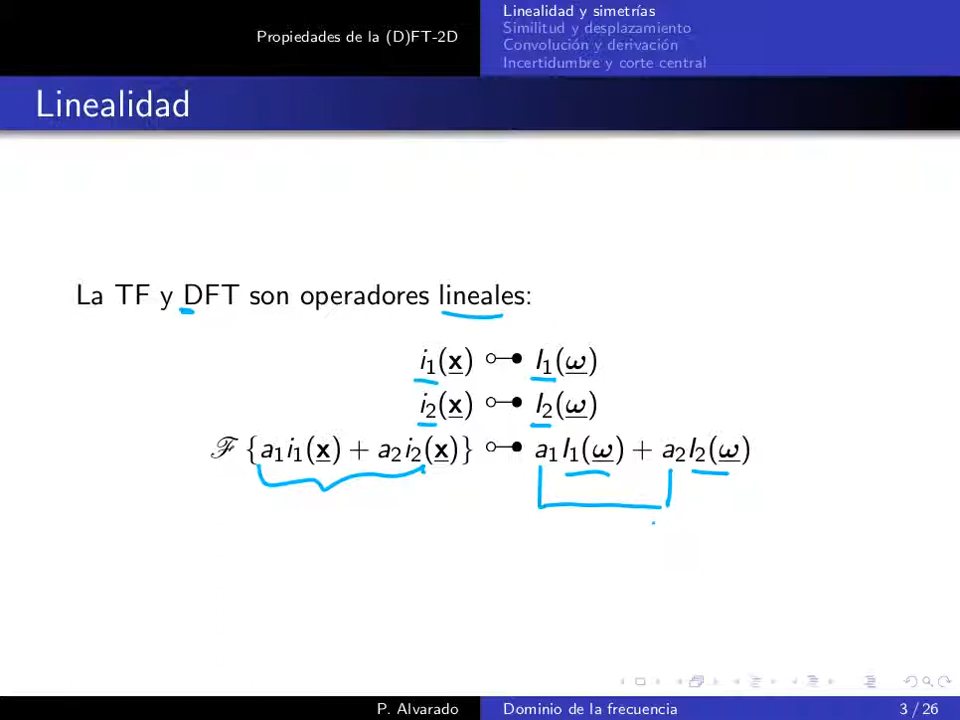 Propiedades de la (D)FT-2D
Linealidad y simetrías
Similitud y desplazamiento
Convolución y derivación
Incertidumbre y corte central
Linealidad
La TF y DFT son operadores lineales:
i₁(x) ○─● I₁(ω)
i₂(x) ○─● I₂(ω)
ℱ {a₁i₁(x) + a₂i₂(x)} ○─● a₁I₁(ω) + a₂I₂(ω)
P. Alvarado
Dominio de la frecuencia
3 / 26